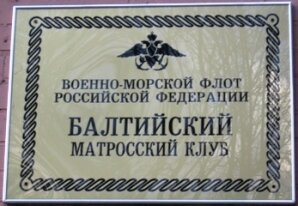 ВОЕННО-МОРСКОЙ ФЛОТ
РОССИЙСКОЙ ФЕДЕРАЦИИ
БАЛТИЙСКИЙ
МАТРОССКИЙ КЛУБ